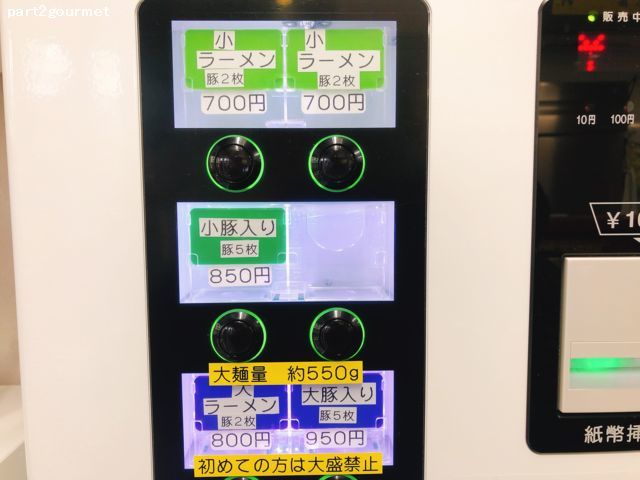 part2gourmet
小
ラーメン
豚2枚
700円
小
ラーメン
豚2枚
700円
販売中
10円 100円
小豚入り
豚5枚
850円
大麺量 約550g
ラーメン
豚2枚
800円
大豚入り
豚5枚
950円
初めての方は大盛禁止
紙幣挿